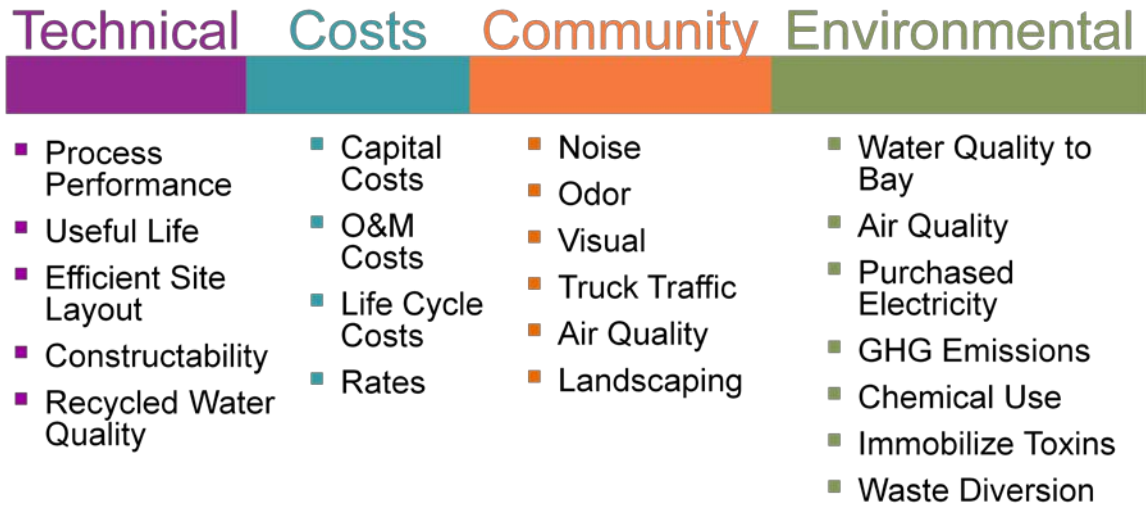 Technical
Costs
Community
Environmental
Process
Performance
Useful Life
Efficient Site
Layout
Constructability
Recycled Water
Quality
Capital
Costs
O&M
Costs
Life Cycle
Costs
Rates
Noise
Odor
Visual
Truck Traffic
Air Quality
Landscaping
Water Quality to
Bay
Air Quality
Purchased
Electricity
GHG Emissions
Chemical Use
Immobilize Toxins
Waste Diversion